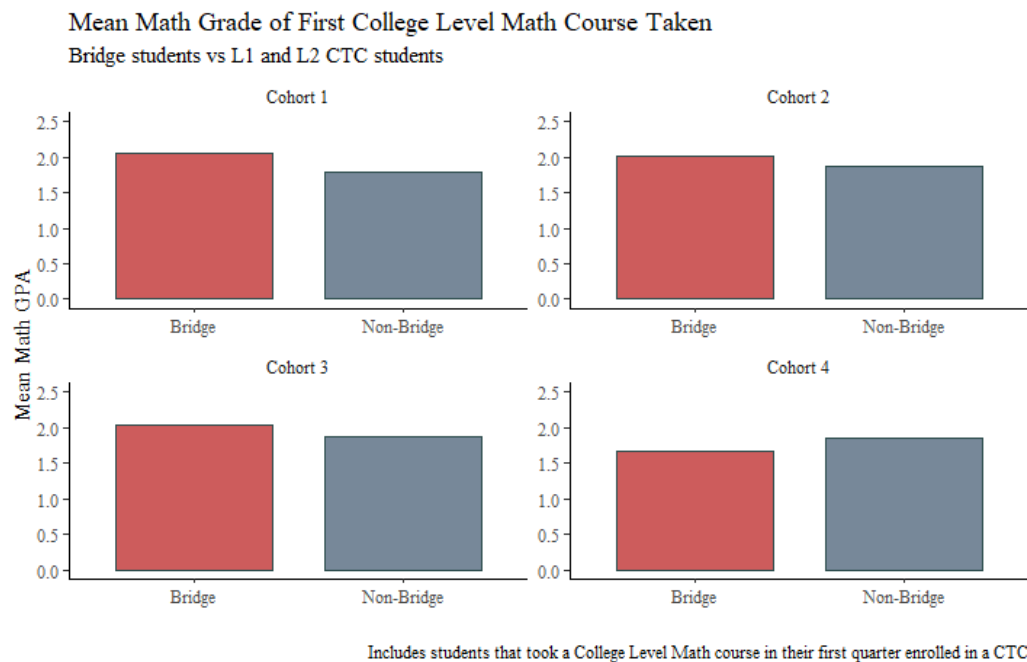 Mean Math Grade of First College Level Math Course Taken
Bridge students vs L1 and L2 CTC students
Cohort 1
Cohort 2
2.5
2.0
1.5
1.0
0.5
0.0
Bridge
Non-Bridge
2.5
2.0
1.5
1.0
0.5
0.0
Bridge
Non-Bridge
Mean Math GPA
Cohort 3
Cohort 4
2.5
2.0
1.5
1.0
0.5
0.0
Bridge
Non-Bridge
2.5
2.0
1.5
1.0
0.5
0.0
Bridge
Non-Bridge
Includes students that took a College Level Math course in their first quarter enrolled in a CTC